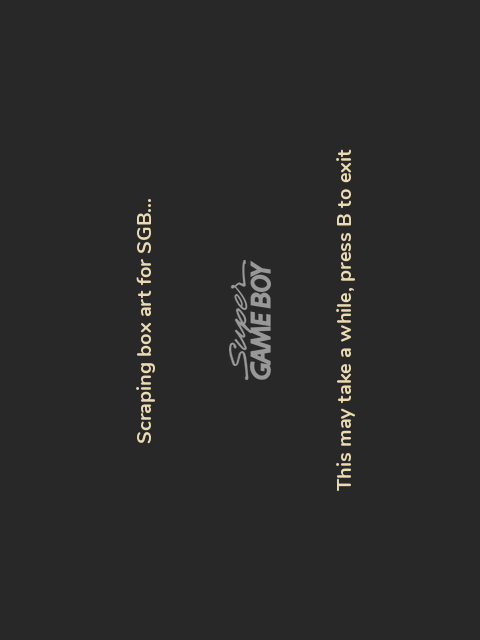 Scraping box art for SGB...
Super
GAME BOY
This may take a while, press B to exit